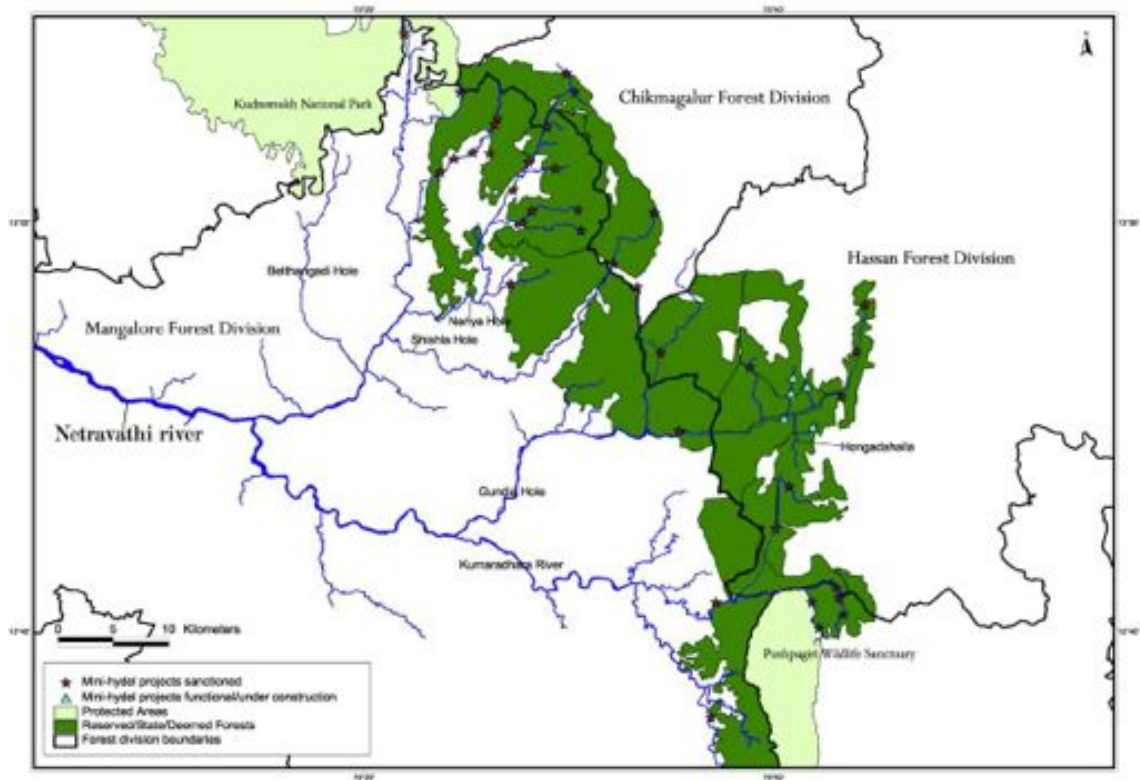 Kudremukh National Park
Chikmagalur Forest Division
Hassan Forest Division
Belthangadi Hole
Mangalore Forest Division
Neriya Hole
Shishla Hole
Netravathi river
Hongadahalla
Gundia Hole
Kumaradhara River
Pushpagiri Wildlife Sanctuary
0 5 10 Kilometers
Mini-hydel projects sanctioned
Mini-hydel projects functional/under construction
Protected Areas
Reserved/State/Deemed Forests
Forest division boundaries